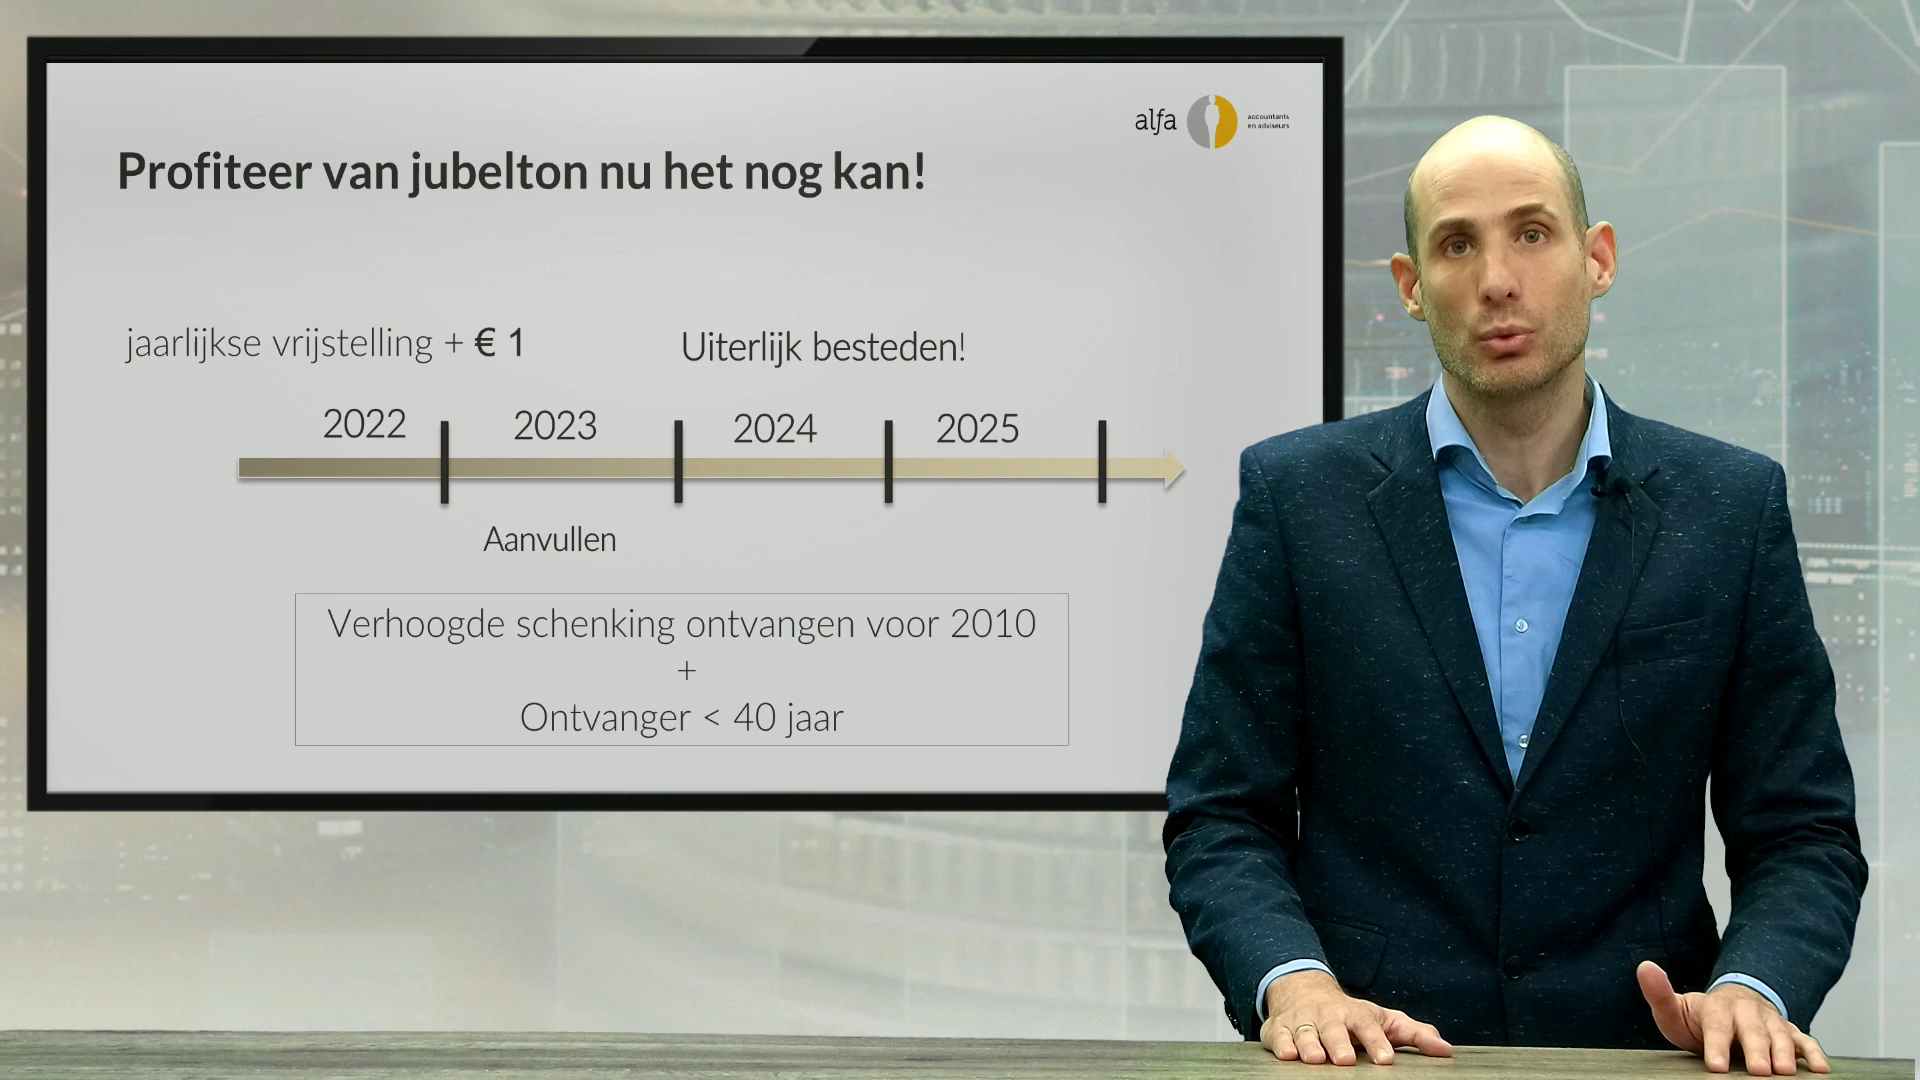 alfa
accountants
en adviseurs
Profiteer van jubelton nu het nog kan!
jaarlijkse vrijstelling + € 1
Uiterlijk besteden!
2022
2023
2024
2025
Aanvullen
Verhoogde schenking ontvangen voor 2010
+
Ontvanger < 40 jaar